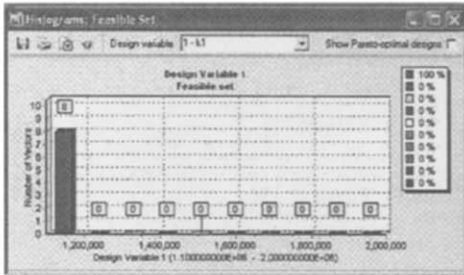 Histograms: Feasible Set
Design variable 1 - k1 Show Pareto-optimal designs
Design Variable 1
Feasible set
Number of Vectors
10
9
8
7
6
5
4
3
2
1
0
8 0 0 0 0 0 0 0 0
1,200,000 1,400,000 1,600,000 1,800,000 2,000,000
Design Variable 1 (1.100000000E+06 - 2.000000000E+06)
100 %
0 %
0 %
0 %
0 %
0 %
0 %
0 %
0 %
0 %